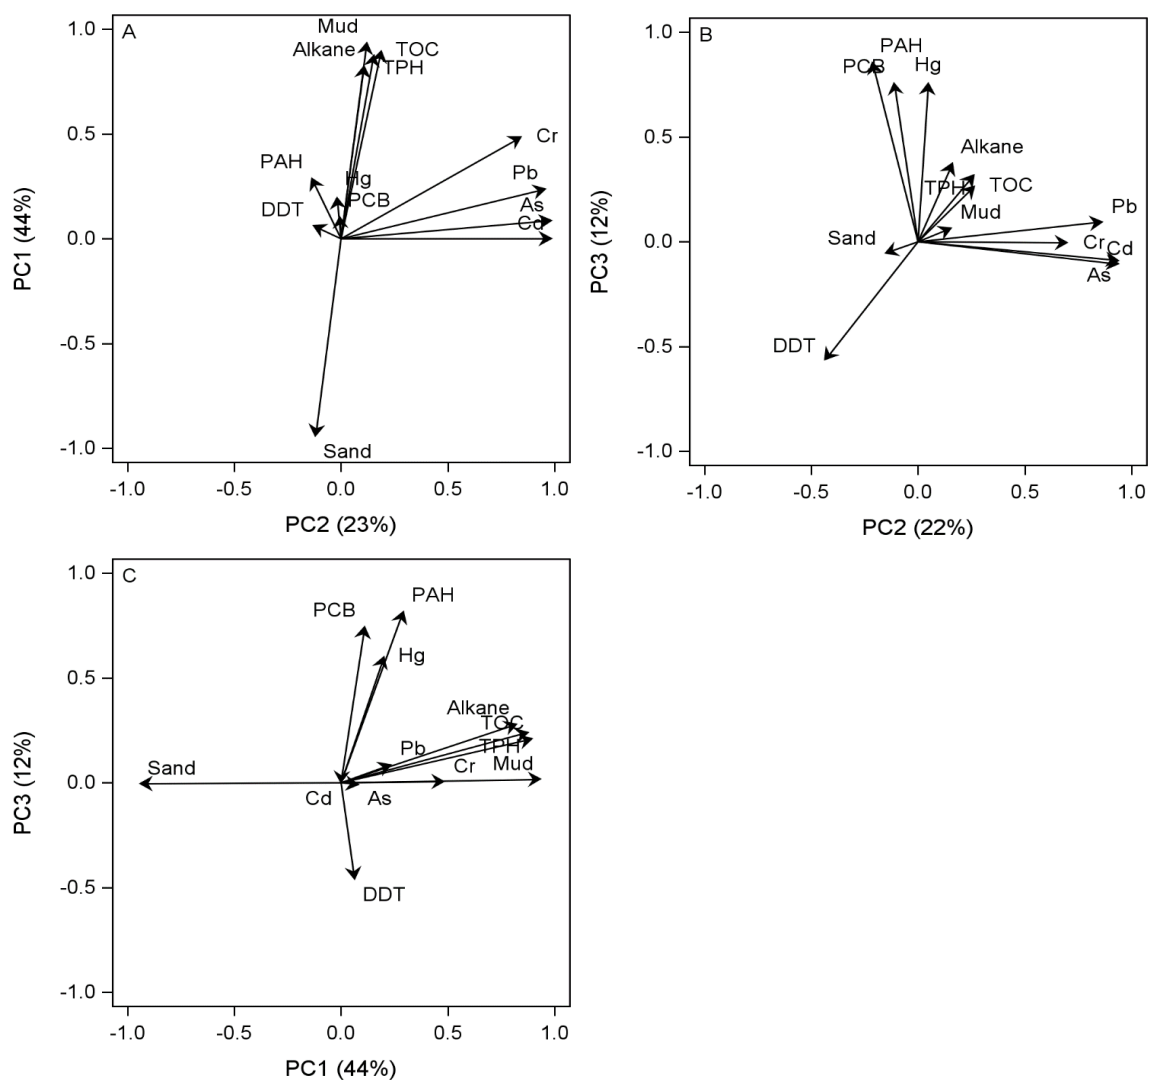 A
Mud
1.0
Alkane
TOC
TPH
0.5
Cr
PAH
Pb
Hg
PCB
As
DDT
Cd
0.0
PC1 (44%)
-0.5
-1.0
Sand
-1.0 -0.5 0.0 0.5 1.0
PC2 (23%)
B
1.0
PAH
PCB
Hg
0.5
Alkane
TPH
TOC
Mud
Pb
Sand
Cr
Cd
0.0
As
PC3 (12%)
DDT
-0.5
-1.0
-1.0 -0.5 0.0 0.5 1.0
PC2 (22%)
C
1.0
PAH
PCB
Hg
0.5
Alkane
TOC
TPH
Pb
Cr
Mud
Sand
0.0
Cd
As
PC3 (12%)
-0.5
DDT
-1.0
-1.0 -0.5 0.0 0.5 1.0
PC1 (44%)